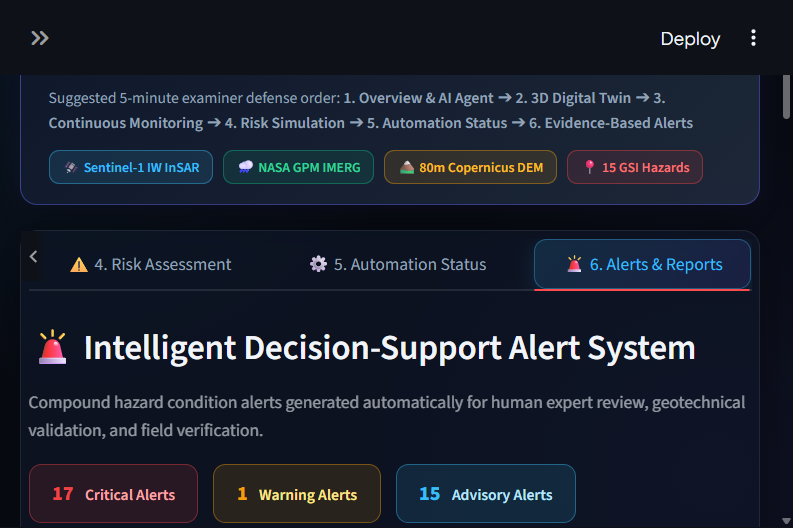 Deploy
Suggested 5-minute examiner defense order: 1. Overview & AI Agent → 2. 3D Digital Twin → 3.
Continuous Monitoring → 4. Risk Simulation → 5. Automation Status → 6. Evidence-Based Alerts
Sentinel-1 IW InSAR NASA GPM IMERG 80m Copernicus DEM 15 GSI Hazards
4. Risk Assessment 5. Automation Status 6. Alerts & Reports
Intelligent Decision-Support Alert System
Compound hazard condition alerts generated automatically for human expert review, geotechnical
validation, and field verification.
17 Critical Alerts 1 Warning Alerts 15 Advisory Alerts